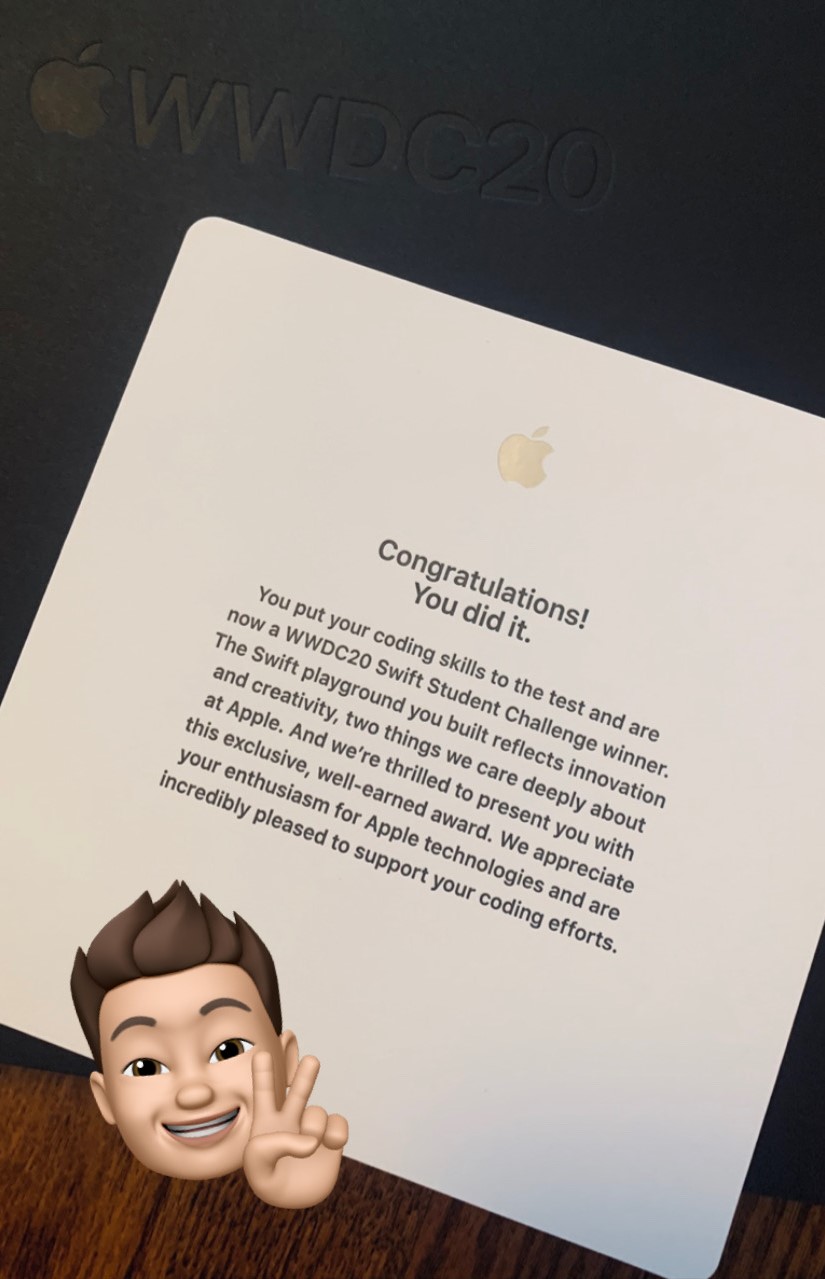 WWDC20
Congratulations!
You did it.
You put your coding skills to the test and are
now a WWDC20 Swift Student Challenge winner.
The Swift playground you built reflects innovation
and creativity, two things we care deeply about
at Apple. And we’re thrilled to present you with
this exclusive, well-earned award. We appreciate
your enthusiasm for Apple technologies and are
incredibly pleased to support your coding efforts.